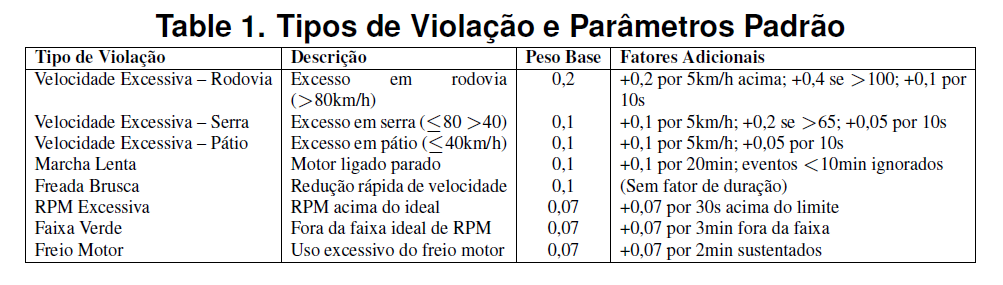 Table 1. Tipos de Violação e Parâmetros Padrão
Tipo de Violação Descrição Peso Base Fatores Adicionais
Velocidade Excessiva – Rodovia Excesso em rodovia 0,2 +0,2 por 5km/h acima; +0,4 se >100; +0,1 por
(>80km/h) 10s
Velocidade Excessiva – Serra Excesso em serra (≤80 >40) 0,1 +0,1 por 5km/h; +0,2 se >65; +0,05 por 10s
Velocidade Excessiva – Pátio Excesso em pátio (≤40km/h) 0,1 +0,1 por 5km/h; +0,05 por 10s
Marcha Lenta Motor ligado parado 0,1 +0,1 por 20min; eventos <10min ignorados
Freada Brusca Redução rápida de velocidade 0,1 (Sem fator de duração)
RPM Excessiva RPM acima do ideal 0,07 +0,07 por 30s acima do limite
Faixa Verde Fora da faixa ideal de RPM 0,07 +0,07 por 3min fora da faixa
Freio Motor Uso excessivo do freio motor 0,07 +0,07 por 2min sustentados